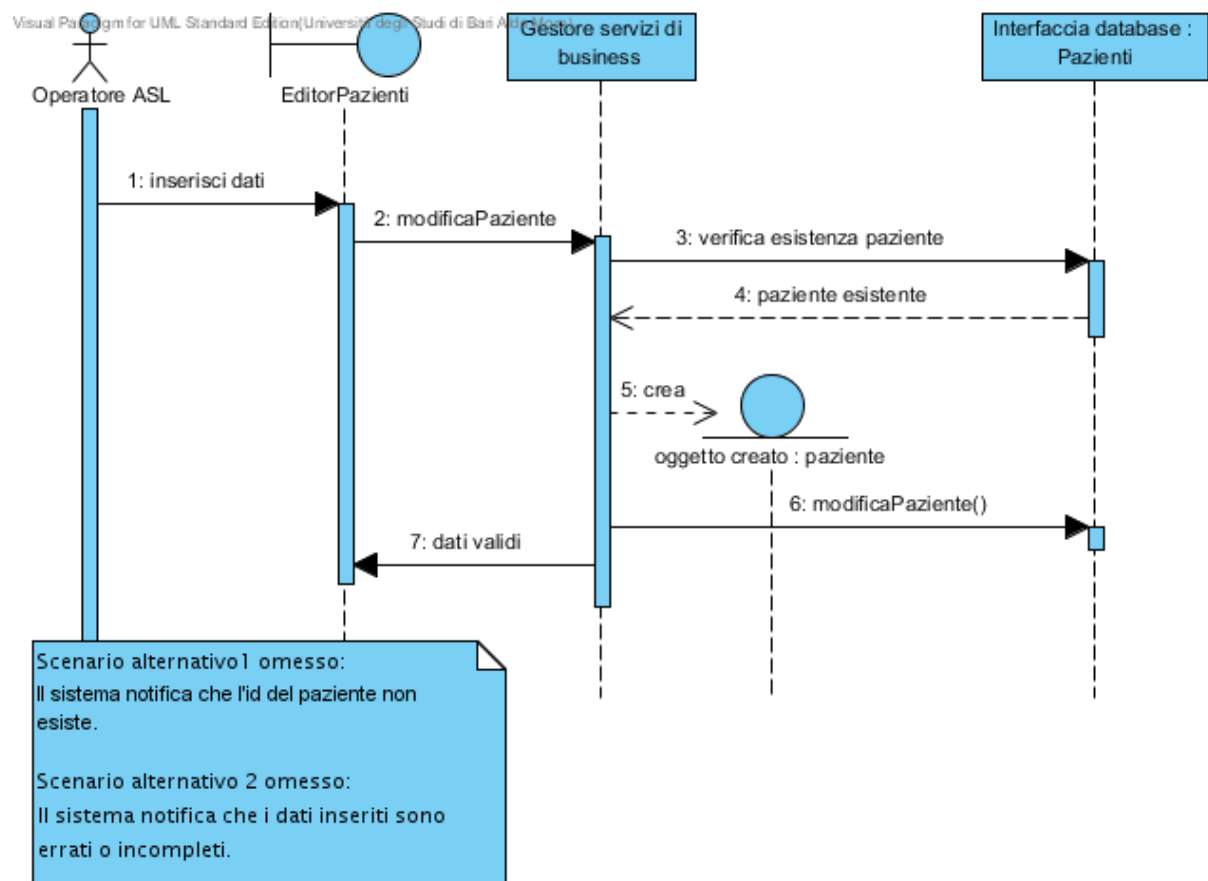 Visual Paradigm for UML Standard Edition(Università degli Studi di Bari Aldo Moro)
Operatore ASL
EditorPazienti
Gestore servizi di
business
Interfaccia database :
Pazienti
1: inserisci dati
2: modificaPaziente
3: verifica esistenza paziente
4: paziente esistente
5: crea
oggetto creato : paziente
6: modificaPaziente()
7: dati validi
Scenario alternativo1 omesso:
Il sistema notifica che l'id del paziente non
esiste.
Scenario alternativo 2 omesso:
Il sistema notifica che i dati inseriti sono
errati o incompleti.